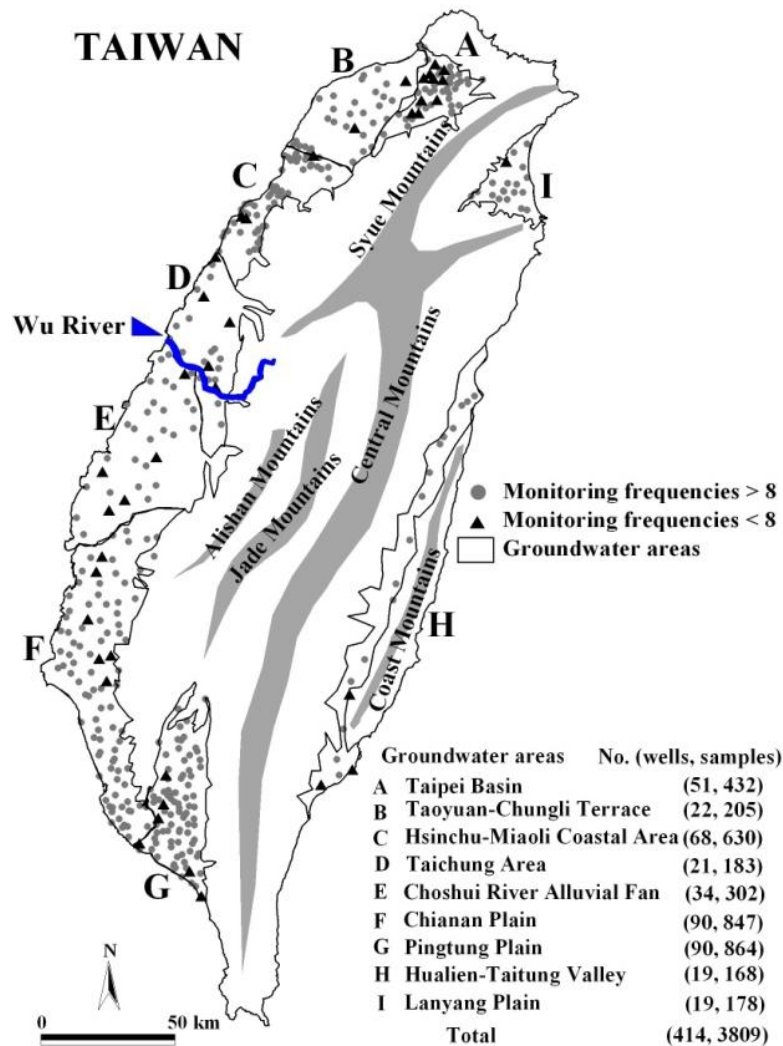 TAIWAN
A
B
C
I
D
Syue Mountains
Wu River
E
Central Mountains
Alishan Mountains
Jade Mountains
Monitoring frequencies > 8
Monitoring frequencies < 8
Groundwater areas
Coast Mountains
H
F
G
Groundwater areas No. (wells, samples)
A Taipei Basin (51, 432)
B Taoyuan-Chungli Terrace (22, 205)
C Hsinchu-Miaoli Coastal Area (68, 630)
D Taichung Area (21, 183)
E Choshui River Alluvial Fan (34, 302)
F Chianan Plain (90, 847)
G Pingtung Plain (90, 864)
H Hualien-Taitung Valley (19, 168)
I Lanyang Plain (19, 178)
Total (414, 3809)
N
0 50 km